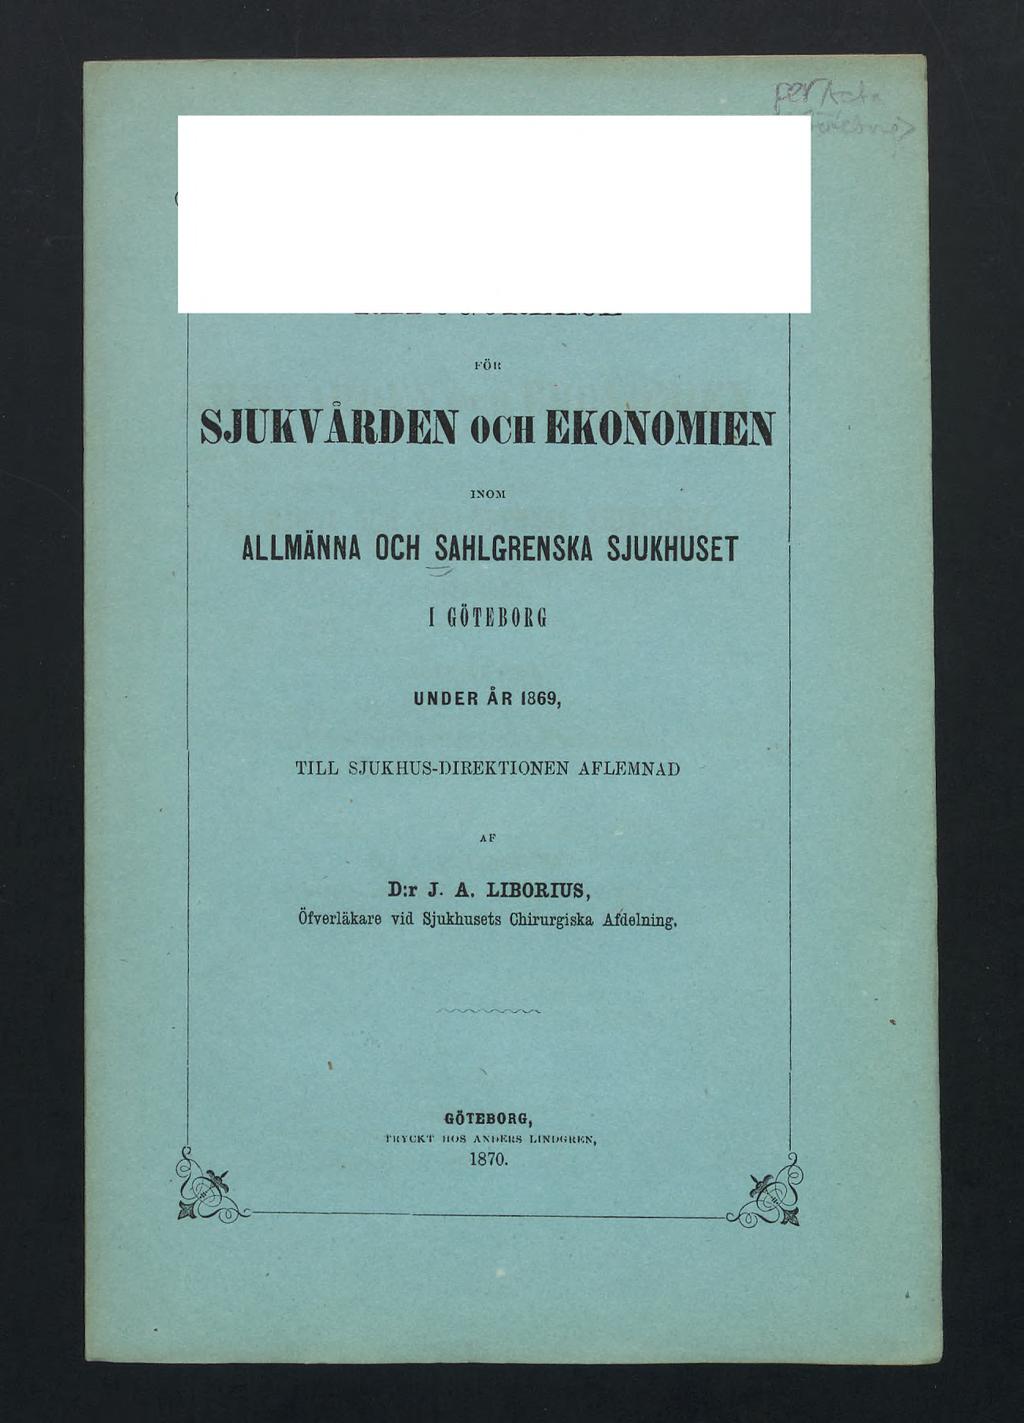 FÖR
SJUKVÅRDEN OCH EKONOMIEN
INOM
ALLMÄNNA OCH SAHLGRENSKA SJUKHUSET
I GÖTEBORG
UNDER ÅR 1869,
TILL SJUKHUS-DIREKTIONEN AFLEMNAD
AF
D:r J. A. LIBORIUS,
Öfverläkare vid Sjukhusets Chirurgiska Afdelning.
GÖTEBORG,
TRYCKT HOS ANDERS LINDGREN,
1870.